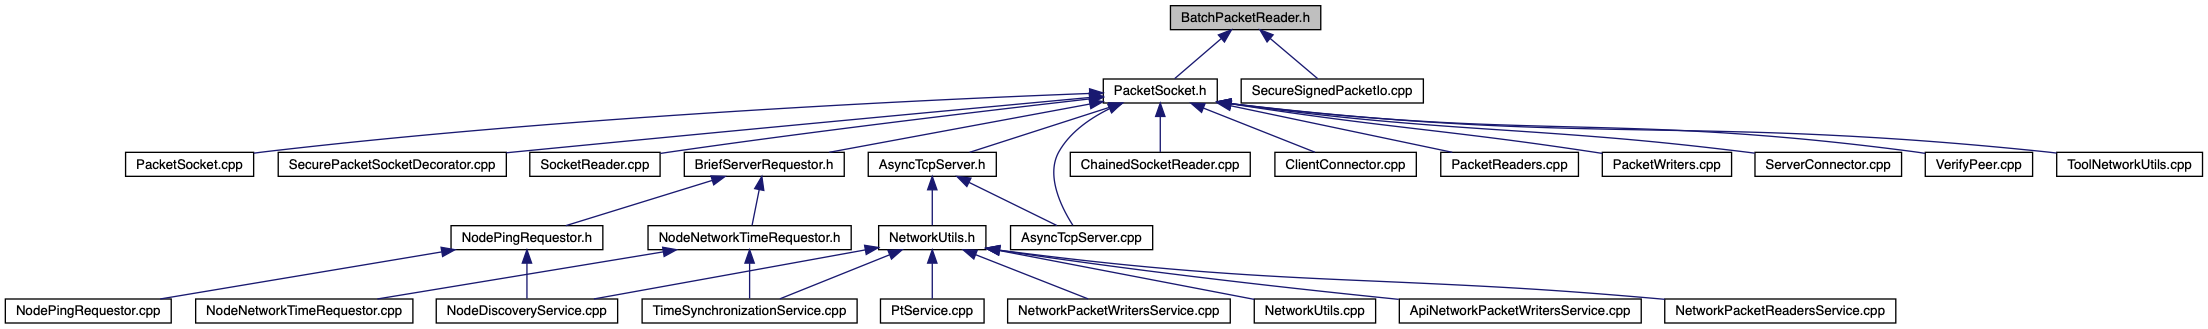 BatchPacketReader.h
PacketSocket.h
SecureSignedPacketIo.cpp
PacketSocket.cpp
SecurePacketSocketDecorator.cpp
SocketReader.cpp
BriefServerRequestor.h
AsyncTcpServer.h
ChainedSocketReader.cpp
ClientConnector.cpp
PacketReaders.cpp
PacketWriters.cpp
ServerConnector.cpp
VerifyPeer.cpp
ToolNetworkUtils.cpp
NodePingRequestor.h
NodeNetworkTimeRequestor.h
NetworkUtils.h
AsyncTcpServer.cpp
NodePingRequestor.cpp
NodeNetworkTimeRequestor.cpp
NodeDiscoveryService.cpp
TimeSynchronizationService.cpp
PtService.cpp
NetworkPacketWritersService.cpp
NetworkUtils.cpp
ApiNetworkPacketWritersService.cpp
NetworkPacketReadersService.cpp